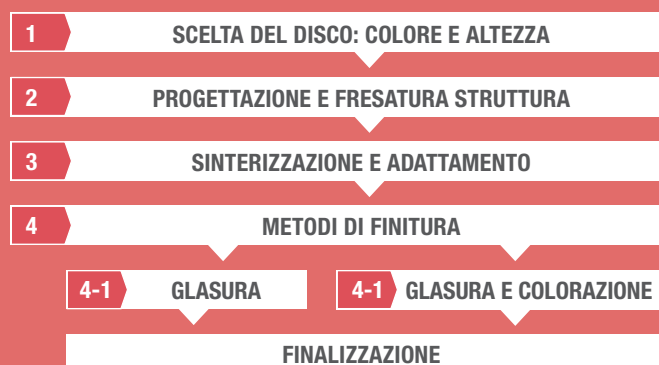 1 SCELTA DEL DISCO: COLORE E ALTEZZA
2 PROGETTAZIONE E FRESATURA STRUTTURA
3 SINTERIZZAZIONE E ADATTAMENTO
4 METODI DI FINITURA
4-1 GLASURA
4-1 GLASURA E COLORAZIONE
FINALIZZAZIONE